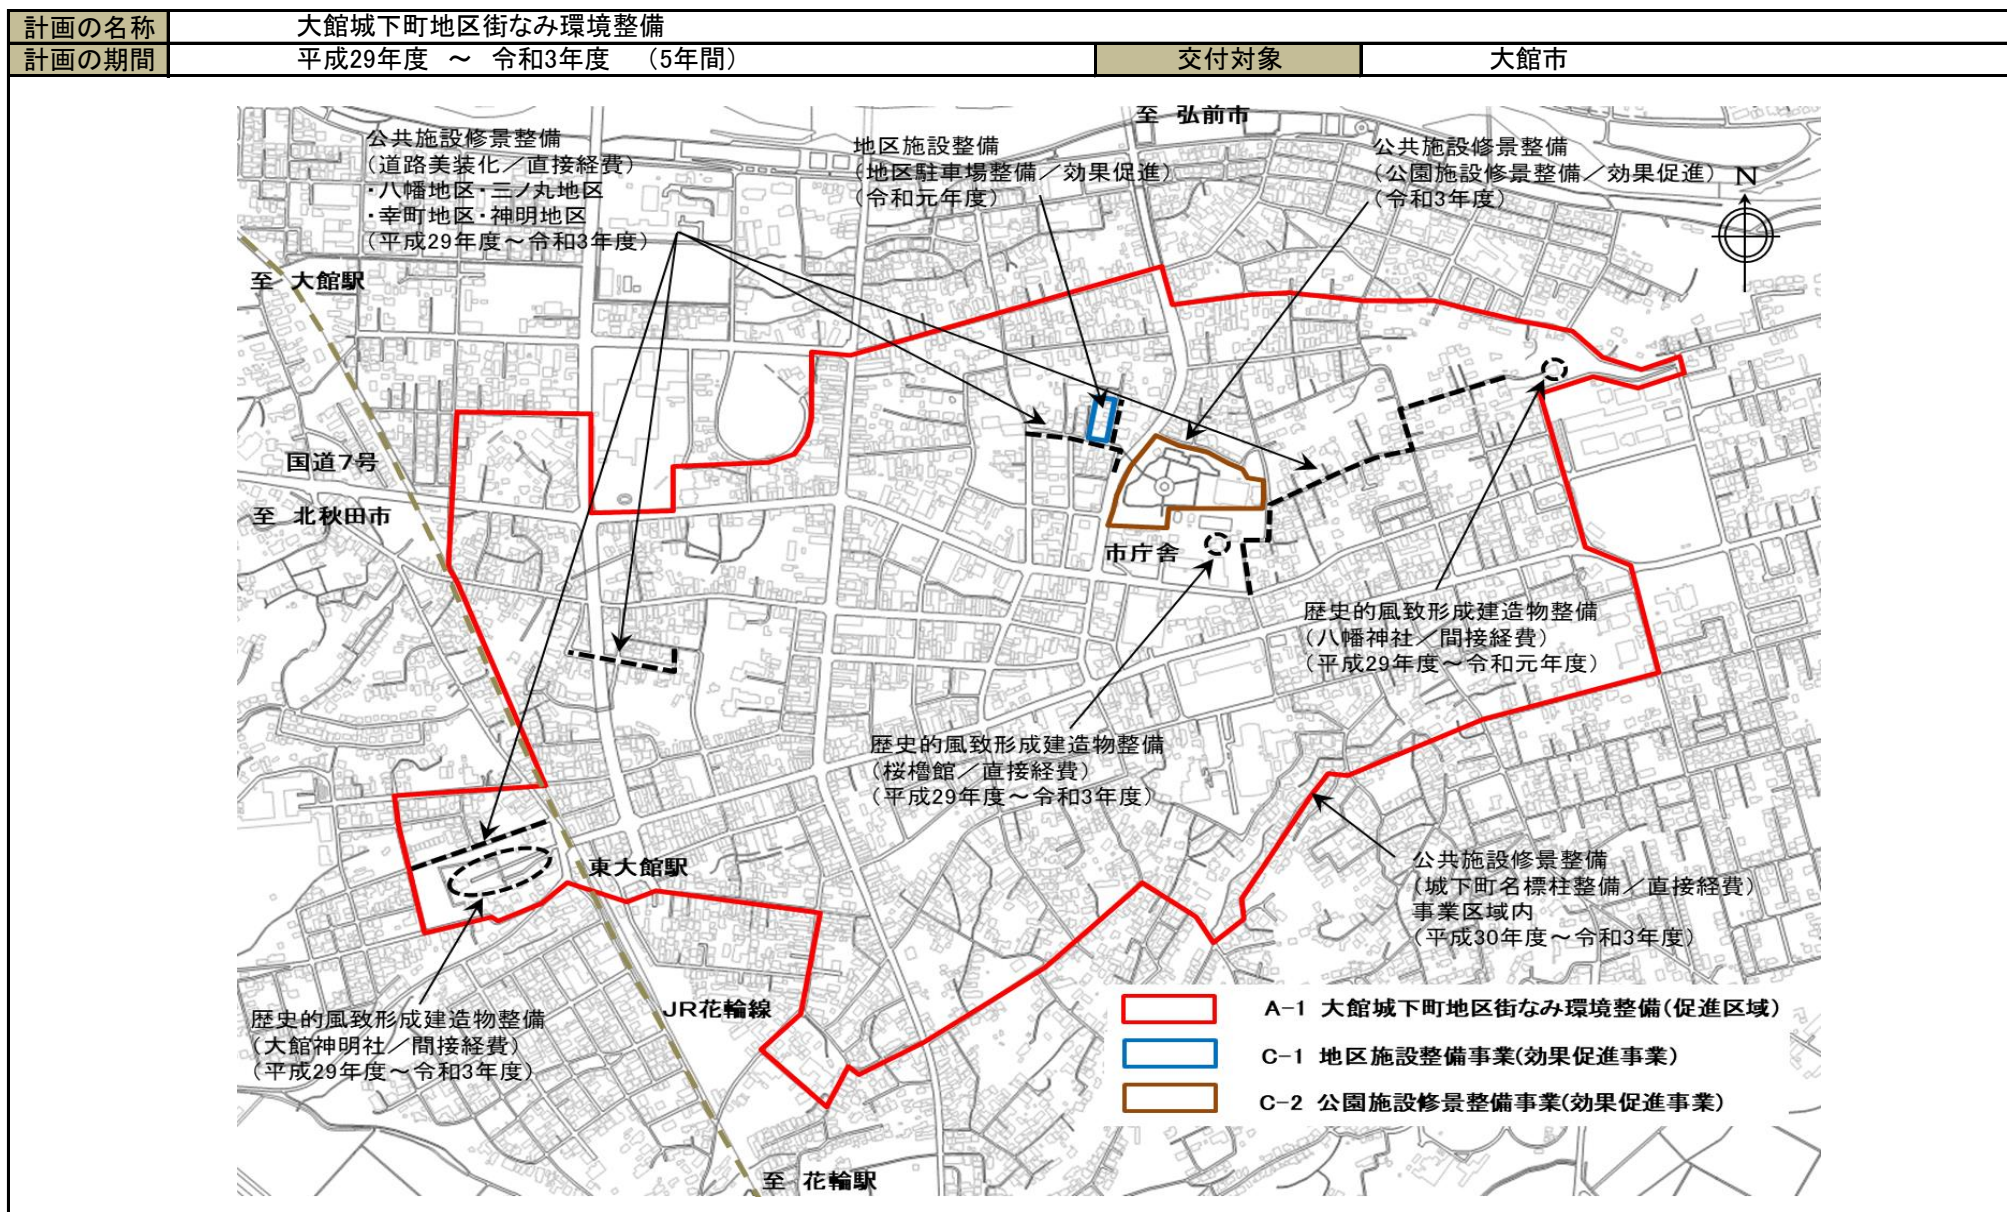 計画の名称 大館城下町地区街なみ環境整備
計画の期間 平成29年度 ～ 令和3年度 (5年間) 交付対象 大館市
至 弘前市
公共施設修景整備
(道路美装化／直接経費)
・八幡地区・三ノ丸地区
・幸町地区・神明地区
(平成29年度～令和3年度)
地区施設整備
(地区駐車場整備／効果促進)
(令和元年度)
公共施設修景整備
(公園施設修景整備／効果促進)
(令和3年度)
N
至 大館駅
国道7号
至 北秋田市
市庁舎
歴史的風致形成建造物整備
(八幡神社／間接経費)
(平成29年度～令和元年度)
歴史的風致形成建造物整備
(桜櫓館／直接経費)
(平成29年度～令和3年度)
東大館駅
公共施設修景整備
(城下町名標柱整備／直接経費)
事業区域内
(平成30年度～令和3年度)
JR花輪線
歴史的風致形成建造物整備
(大館神明社／間接経費)
(平成29年度～令和3年度)
A-1 大館城下町地区街なみ環境整備(促進区域)
C-1 地区施設整備事業(効果促進事業)
C-2 公園施設修景整備事業(効果促進事業)
至 花輪駅